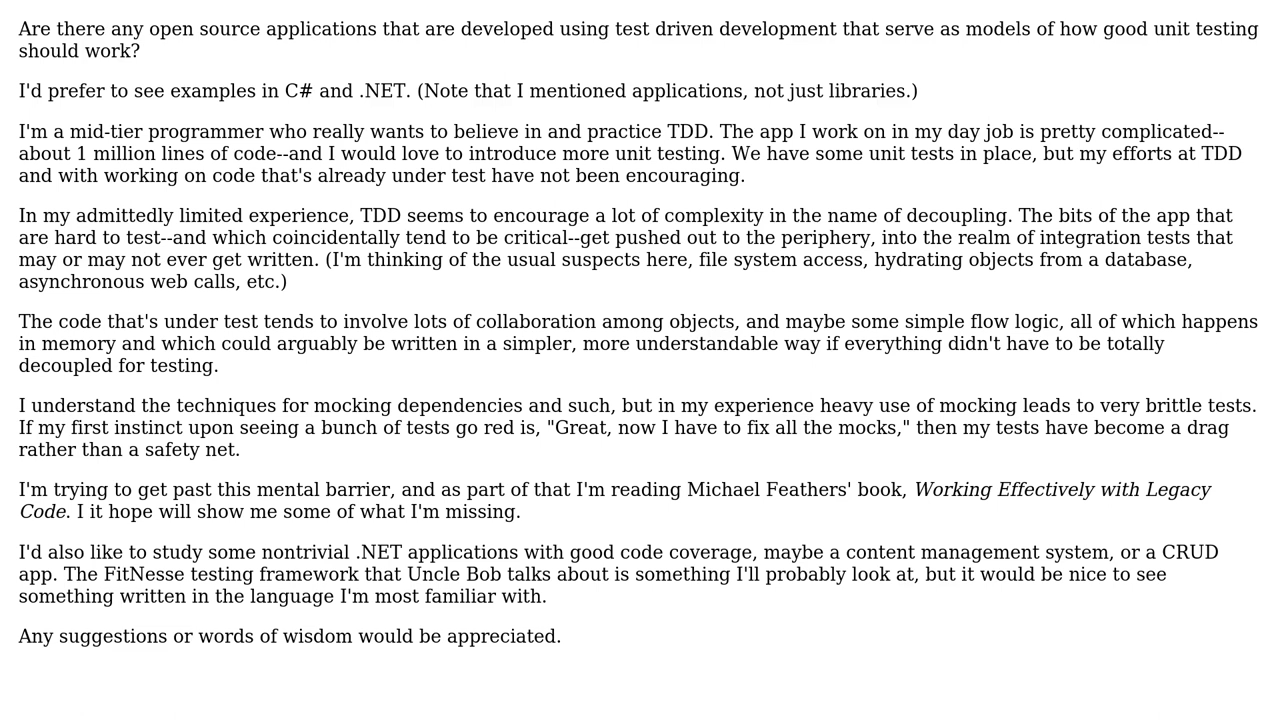 Are there any open source applications that are developed using test driven development that serve as models of how good unit testing
should work?
I'd prefer to see examples in C# and .NET. (Note that I mentioned applications, not just libraries.)
I'm a mid-tier programmer who really wants to believe in and practice TDD. The app I work on in my day job is pretty complicated--
about 1 million lines of code--and I would love to introduce more unit testing. We have some unit tests in place, but my efforts at TDD
and with working on code that's already under test have not been encouraging.
In my admittedly limited experience, TDD seems to encourage a lot of complexity in the name of decoupling. The bits of the app that
are hard to test--and which coincidentally tend to be critical--get pushed out to the periphery, into the realm of integration tests that
may or may not ever get written. (I'm thinking of the usual suspects here, file system access, hydrating objects from a database,
asynchronous web calls, etc.)
The code that's under test tends to involve lots of collaboration among objects, and maybe some simple flow logic, all of which happens
in memory and which could arguably be written in a simpler, more understandable way if everything didn't have to be totally
decoupled for testing.
I understand the techniques for mocking dependencies and such, but in my experience heavy use of mocking leads to very brittle tests.
If my first instinct upon seeing a bunch of tests go red is, "Great, now I have to fix all the mocks," then my tests have become a drag
rather than a safety net.
I'm trying to get past this mental barrier, and as part of that I'm reading Michael Feathers' book, Working Effectively with Legacy
Code. I it hope will show me some of what I'm missing.
I'd also like to study some nontrivial .NET applications with good code coverage, maybe a content management system, or a CRUD
app. The FitNesse testing framework that Uncle Bob talks about is something I'll probably look at, but it would be nice to see
something written in the language I'm most familiar with.
Any suggestions or words of wisdom would be appreciated.